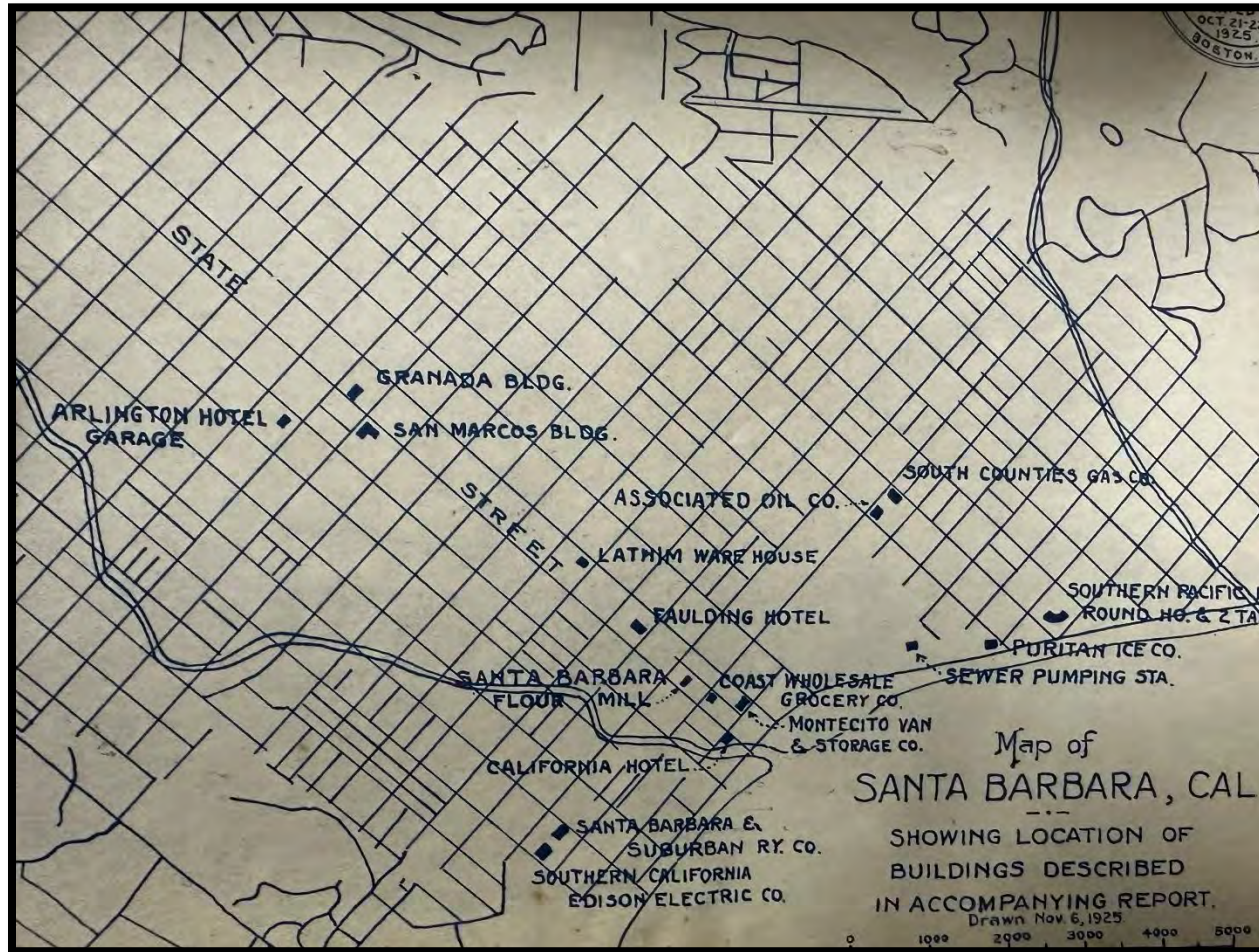 OCT. 21-2
1925
BOSTON.
STATE
GRANADA BLDG.
ARLINGTON HOTEL
GARAGE
SAN MARCOS BLDG.
SOUTH COUNTIES GAS CO.
STREET
ASSOCIATED OIL CO.
LATHIM WARE HOUSE
SOUTHERN PACIFIC
ROUND HO. & 2 TA
FAULDING HOTEL
PURITAN ICE CO.
SEWER PUMPING STA.
SANTA BARBARA
FLOUR MILL
COAST WHOLESALE
GROCERY CO.
MONTECITO VAN
& STORAGE CO.
CALIFORNIA HOTEL
Map of
SANTA BARBARA, CAL
SANTA BARBARA &
SUBURBAN RY. CO.
SHOWING LOCATION OF
BUILDINGS DESCRIBED
IN ACCOMPANYING REPORT.
SOUTHERN CALIFORNIA
EDISON ELECTRIC CO.
Drawn Nov. 6, 1925
0 1000 2000 3000 4000 5000